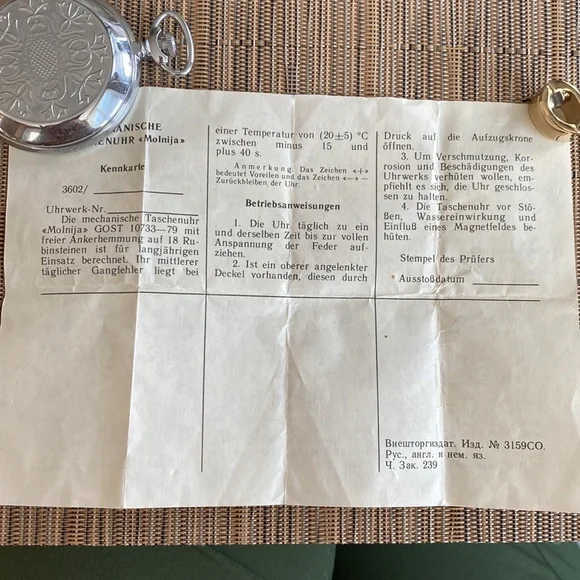 ANISCHE
ENUHR «Molnija»
Kennkarte
3602/
Uhrwerk-Nr.
Die mechanische Taschenuhr
«Molnija» GOST 10733—79 mit
freier Ankerhemmung auf 18 Ru-
binsteinen ist für langjährigen
Einsatz berechnet. Ihr mittlerer
täglicher Gangfehler liegt bei
einer Temperatur von (20±5) °C
zwischen minus 15 und
plus 40 s.
Anmerkung. Das Zeichen «+»
bedeutet Voreilen und das Zeichen «—» —
Zurückbleiben der Uhr.
Betriebsanweisungen
1. Die Uhr täglich zu ein
und derselben Zeit bis zur vollen
Anspannung der Feder auf-
ziehen.
2. Ist ein oberer angelenkter
Deckel vorhanden, diesen durch
Druck auf die Aufzugskrone
öffnen.
3. Um Verschmutzung, Kor-
rosion und Beschädigungen des
Uhrwerks verhüten wollen, em-
pfiehlt es sich, die Uhr geschlos-
sen zu halten.
4. Die Taschenuhr vor Stö-
ßen, Wassereinwirkung und
Einfluß eines Magnetfeldes be-
hüten.
Stempel des Prüfers
Ausstoßdatum
Внешторгиздат. Изд. № 3159СО.
Рус., англ. и нем. яз.
Ч. Зак. 239